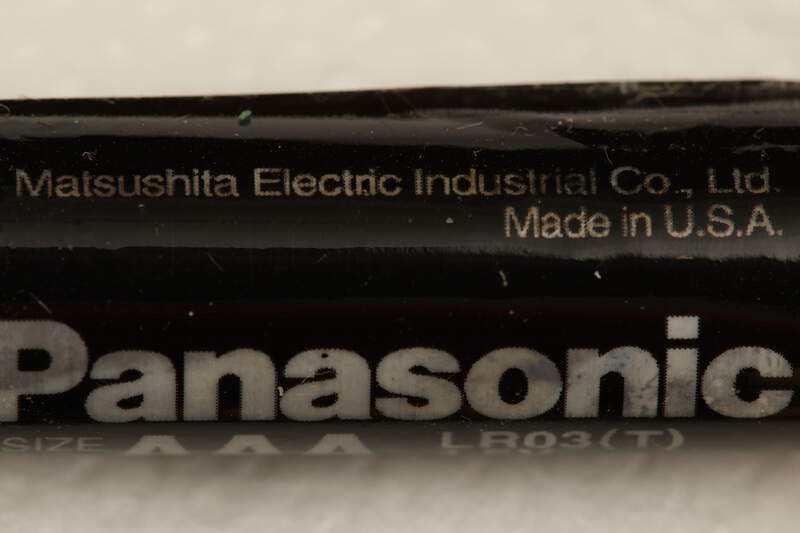 Matsushita Electric Industrial Co., Ltd.
Made in U.S.A.
Panasonic
SIZE AAA LR03(T)